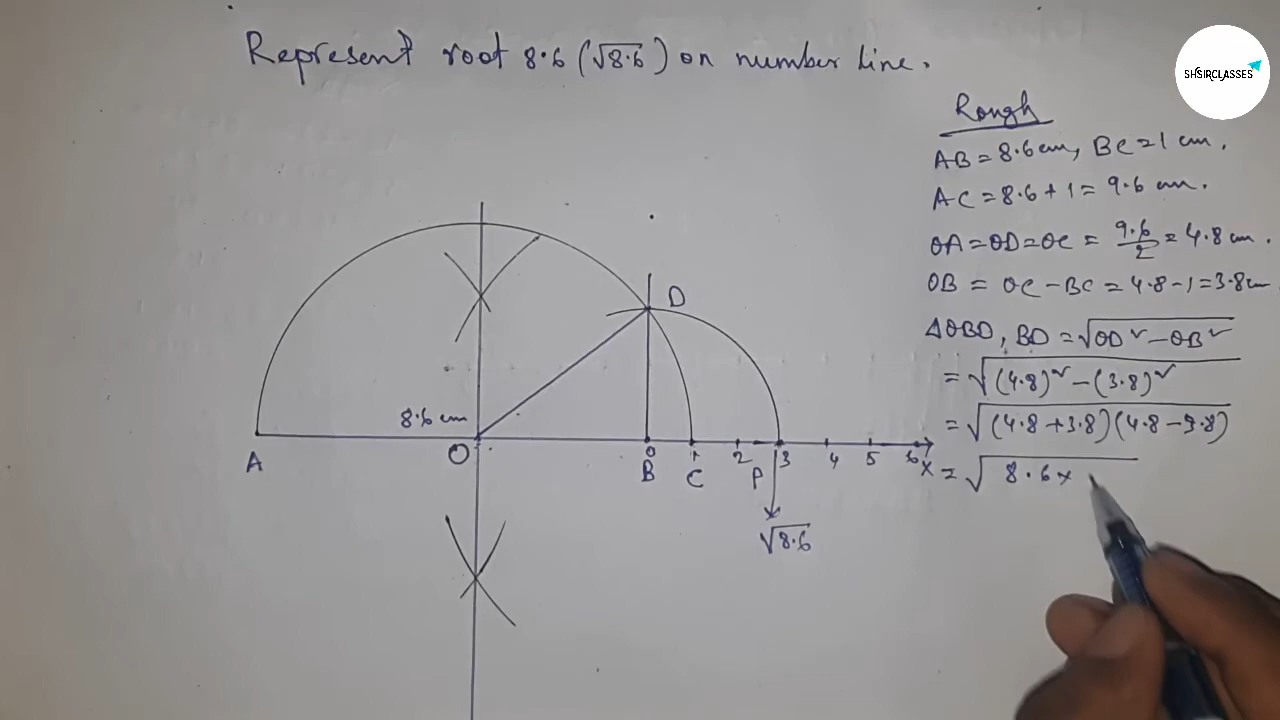 Represent root 8.6 (√8.6) on number line.
SHSIRCLASSES
Rough
AB = 8.6 cm, BC = 1 cm.
AC = 8.6 + 1 = 9.6 cm.
OA = OD = OC = 9.6/2 = 4.8 cm.
OB = OC - BC = 4.8 - 1 = 3.8 cm
△OBD, BD = √OD² - OB²
= √(4.8)² - (3.8)²
= √(4.8 + 3.8)(4.8 - 3.8)
= √8.6 ×
D
8.6 cm
0 1 2 3 4 5 6
A O B C P X
√8.6